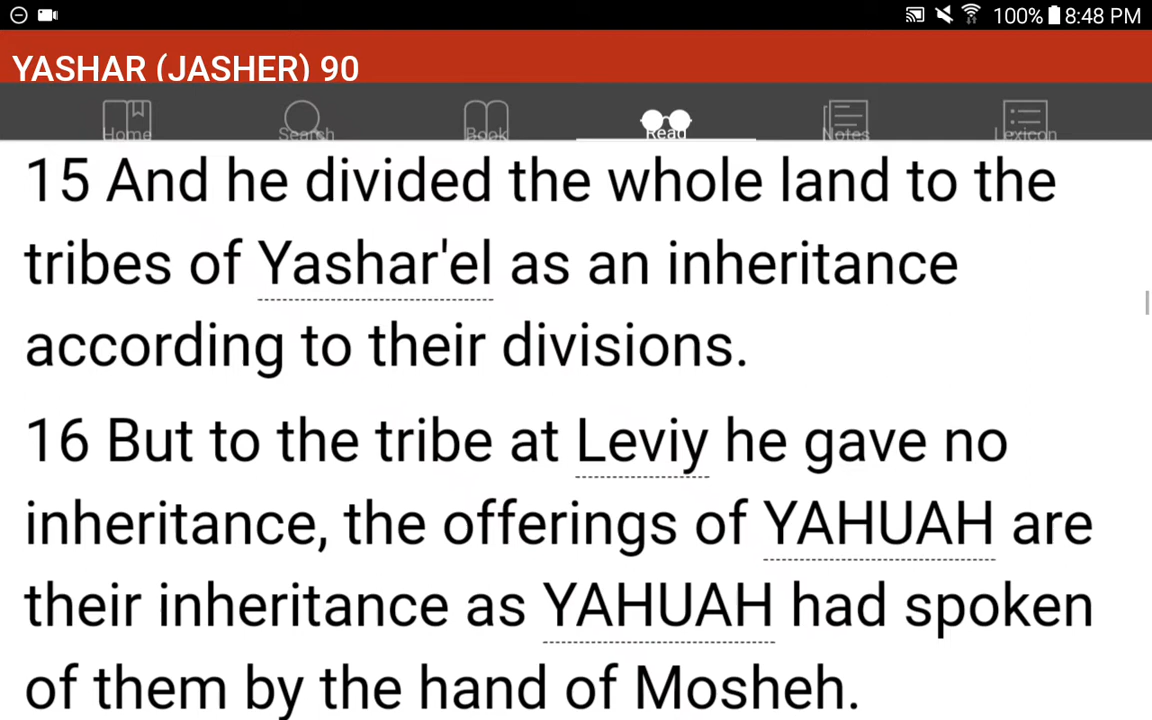 100% 8:48 PM
YASHAR (JASHER) 90
Home Search Book Read Notes Lexicon
15 And he divided the whole land to the
tribes of Yashar'el as an inheritance
according to their divisions.
16 But to the tribe at Leviy he gave no
inheritance, the offerings of YAHUAH are
their inheritance as YAHUAH had spoken
of them by the hand of Mosheh.